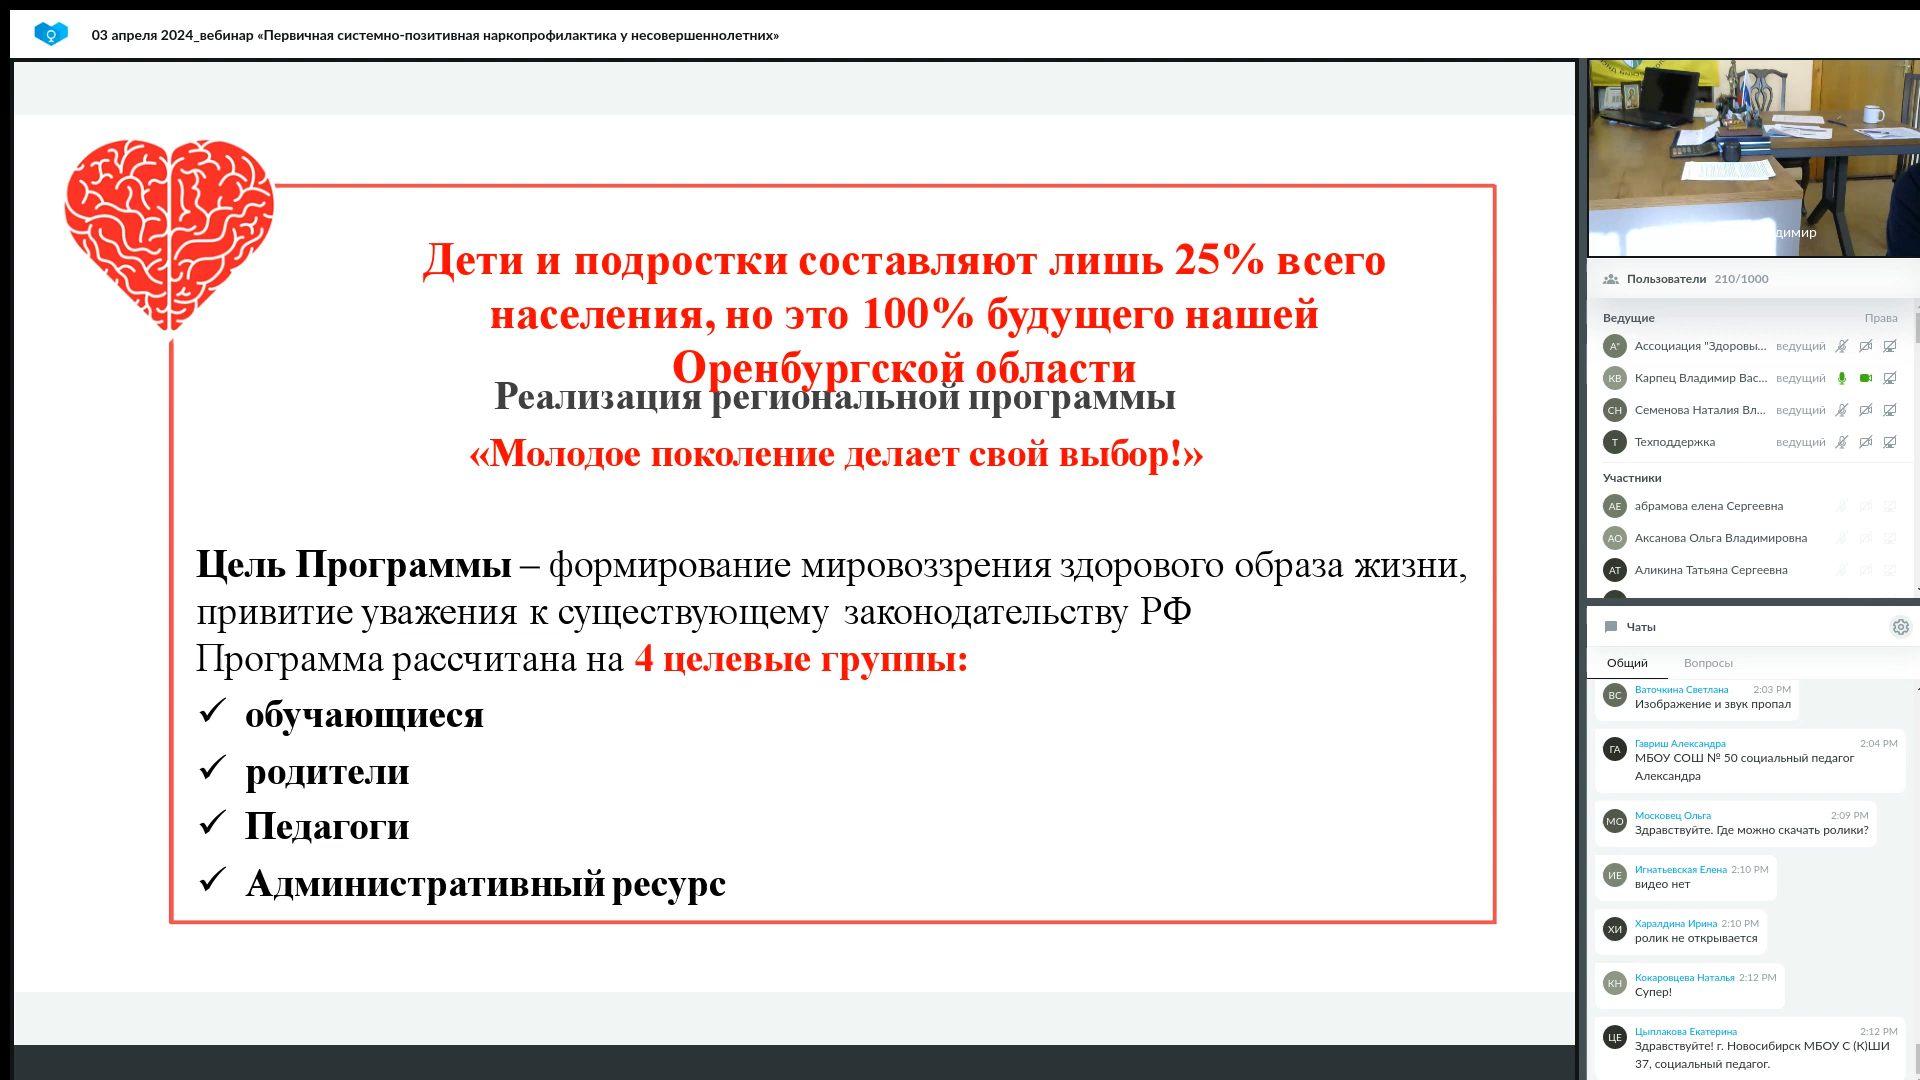 03 апреля 2024_вебинар «Первичная системно-позитивная наркопрофилактика у несовершеннолетних»
Дети и подростки составляют лишь 25% всего
населения, но это 100% будущего нашей
Оренбургской области
Реализация региональной программы
«Молодое поколение делает свой выбор!»
Цель Программы – формирование мировоззрения здорового образа жизни,
привитие уважения к существующему законодательству РФ
Программа рассчитана на 4 целевые группы:
✓ обучающиеся
✓ родители
✓ Педагоги
✓ Административный ресурс
димир
Пользователи 210/1000
Ведущие Права
А" Ассоциация "Здоровы... ведущий
КВ Карпец Владимир Вас... ведущий
СН Семенова Наталия Вл... ведущий
Т Техподдержка ведущий
Участники
АЕ абрамова елена Сергеевна
АО Аксанова Ольга Владимировна
АТ Аликина Татьяна Сергеевна
Чаты
Общий Вопросы
ВС Ваточкина Светлана 2:03 PM
Изображение и звук пропал
ГА Гавриш Александра 2:04 PM
МБОУ СОШ № 50 социальный педагог
Александра
МО Московец Ольга 2:09 PM
Здравствуйте. Где можно скачать ролики?
ИЕ Игнатьевская Елена 2:10 PM
видео нет
ХИ Харалдина Ирина 2:10 PM
ролик не открывается
КН Кокаровцева Наталья 2:12 PM
Супер!
ЦЕ Цыплакова Екатерина 2:12 PM
Здравствуйте! г. Новосибирск МБОУ С (К)ШИ
37, социальный педагог.